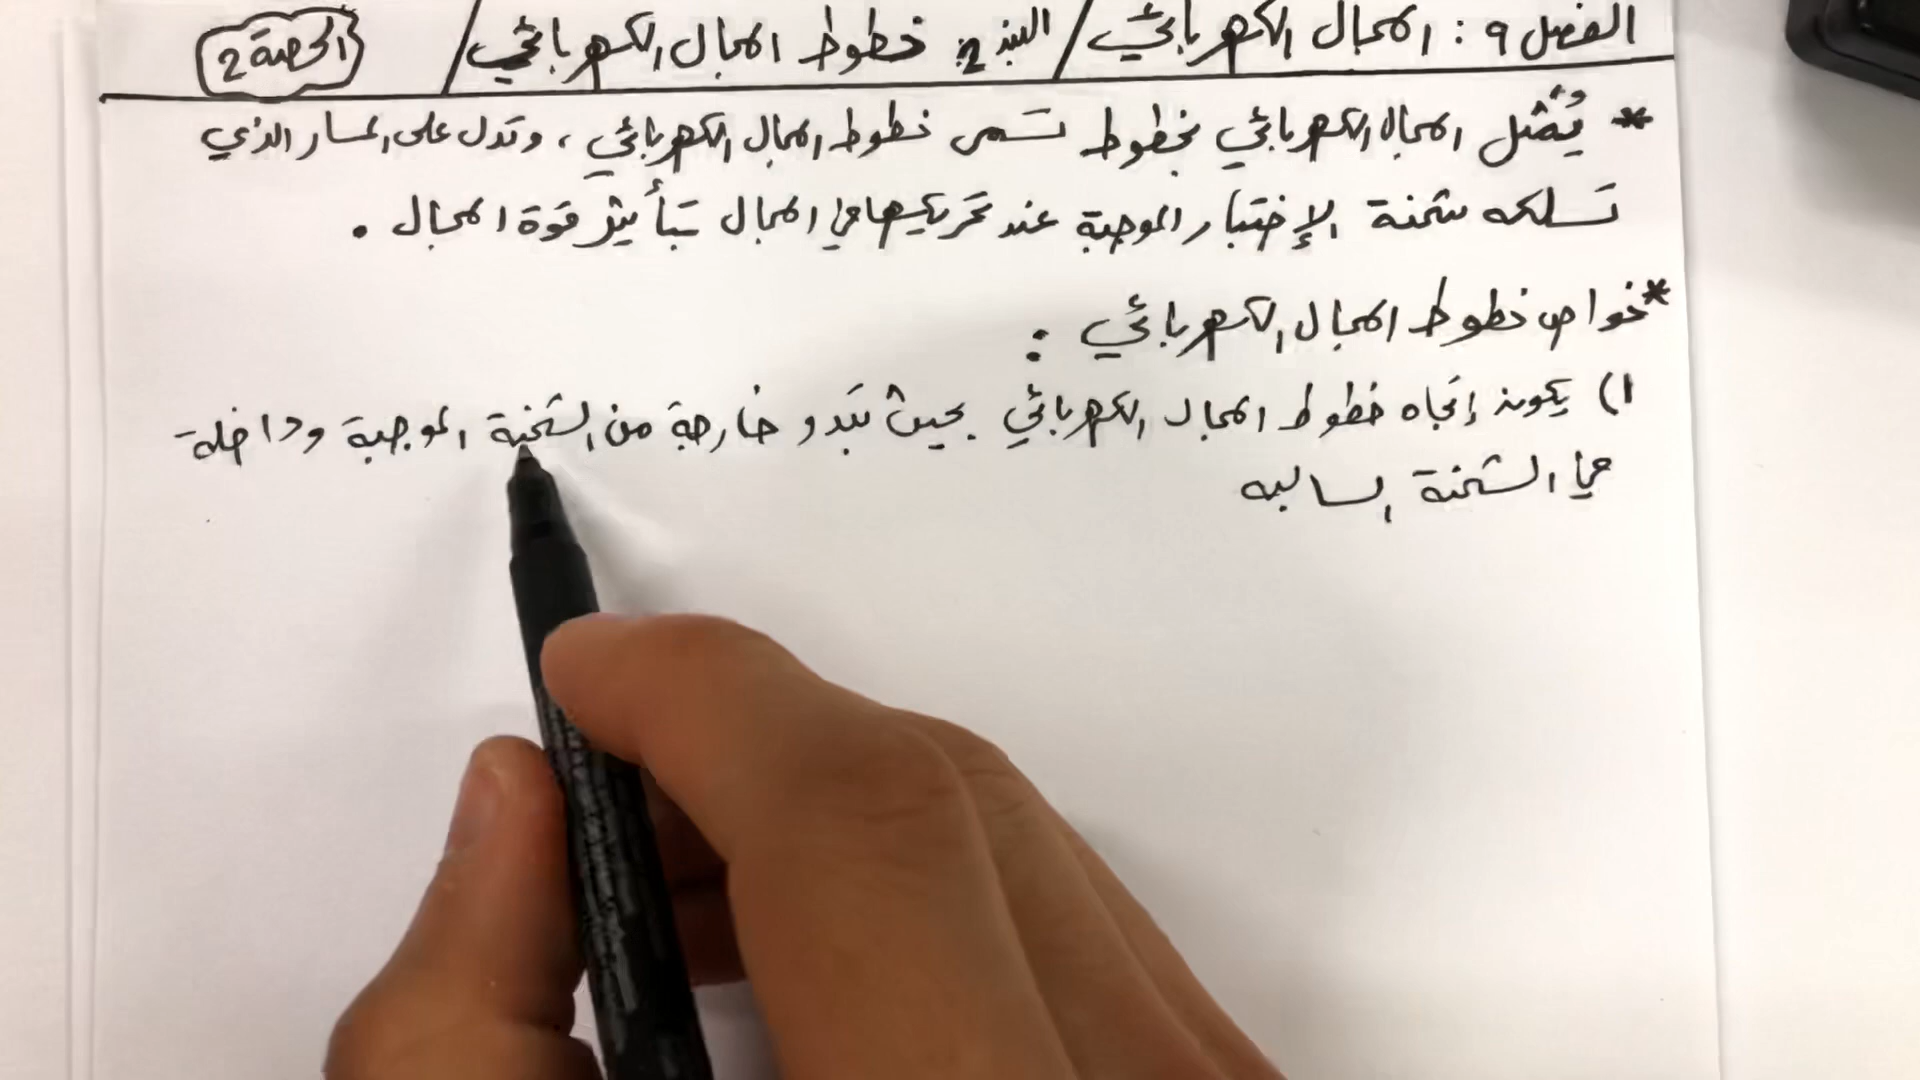 الفصل 9 : المجال الكهربائي / البند 2: خطوط المجال الكهربائي / الحصة 2
* يُمثل المجال الكهربائي بخطوط تسمى خطوط المجال الكهربائي ، وتدل على المسار الذي
تسلكه شحنة الإختبار الموجبة عند تحريكها في المجال بتأثير قوة المجال .
* خواص خطوط المجال الكهربائي :
1) يكون إتجاه خطوط المجال الكهربائي بحيث تبدو خارجة من الشحنة الموجبة وداخلة
في الشحنة السالبه